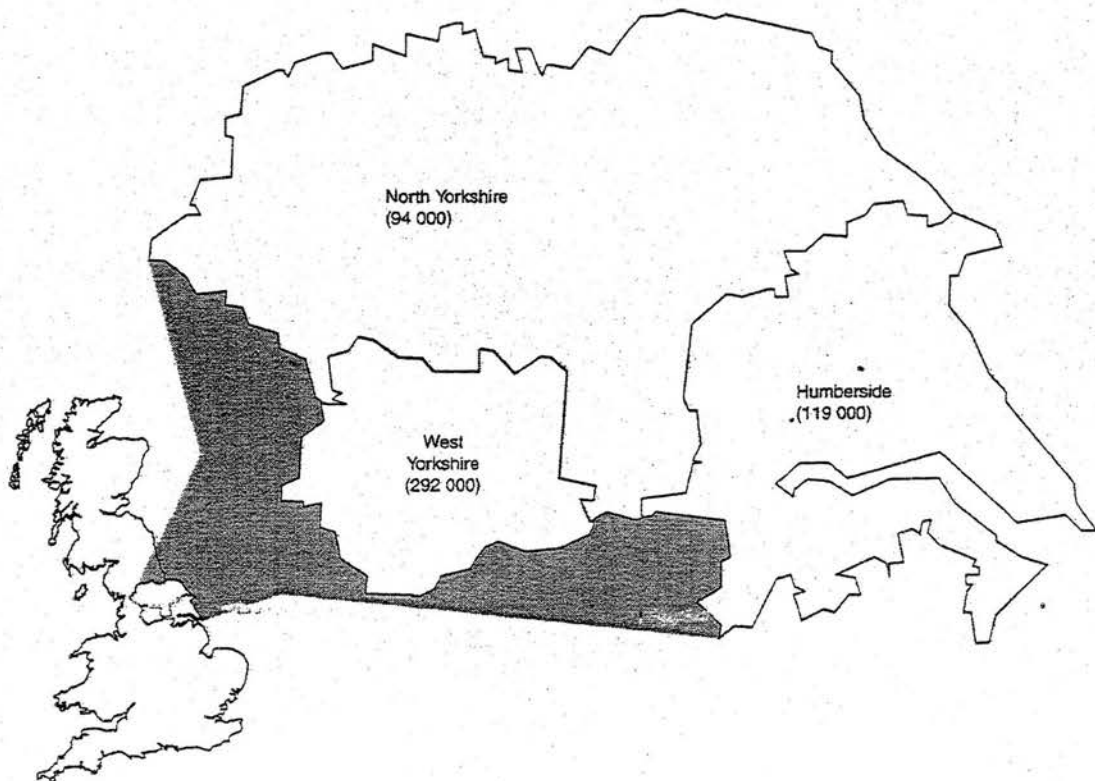 North Yorkshire
(94 000)
Humberside
(119 000)
West
Yorkshire
(292 000)